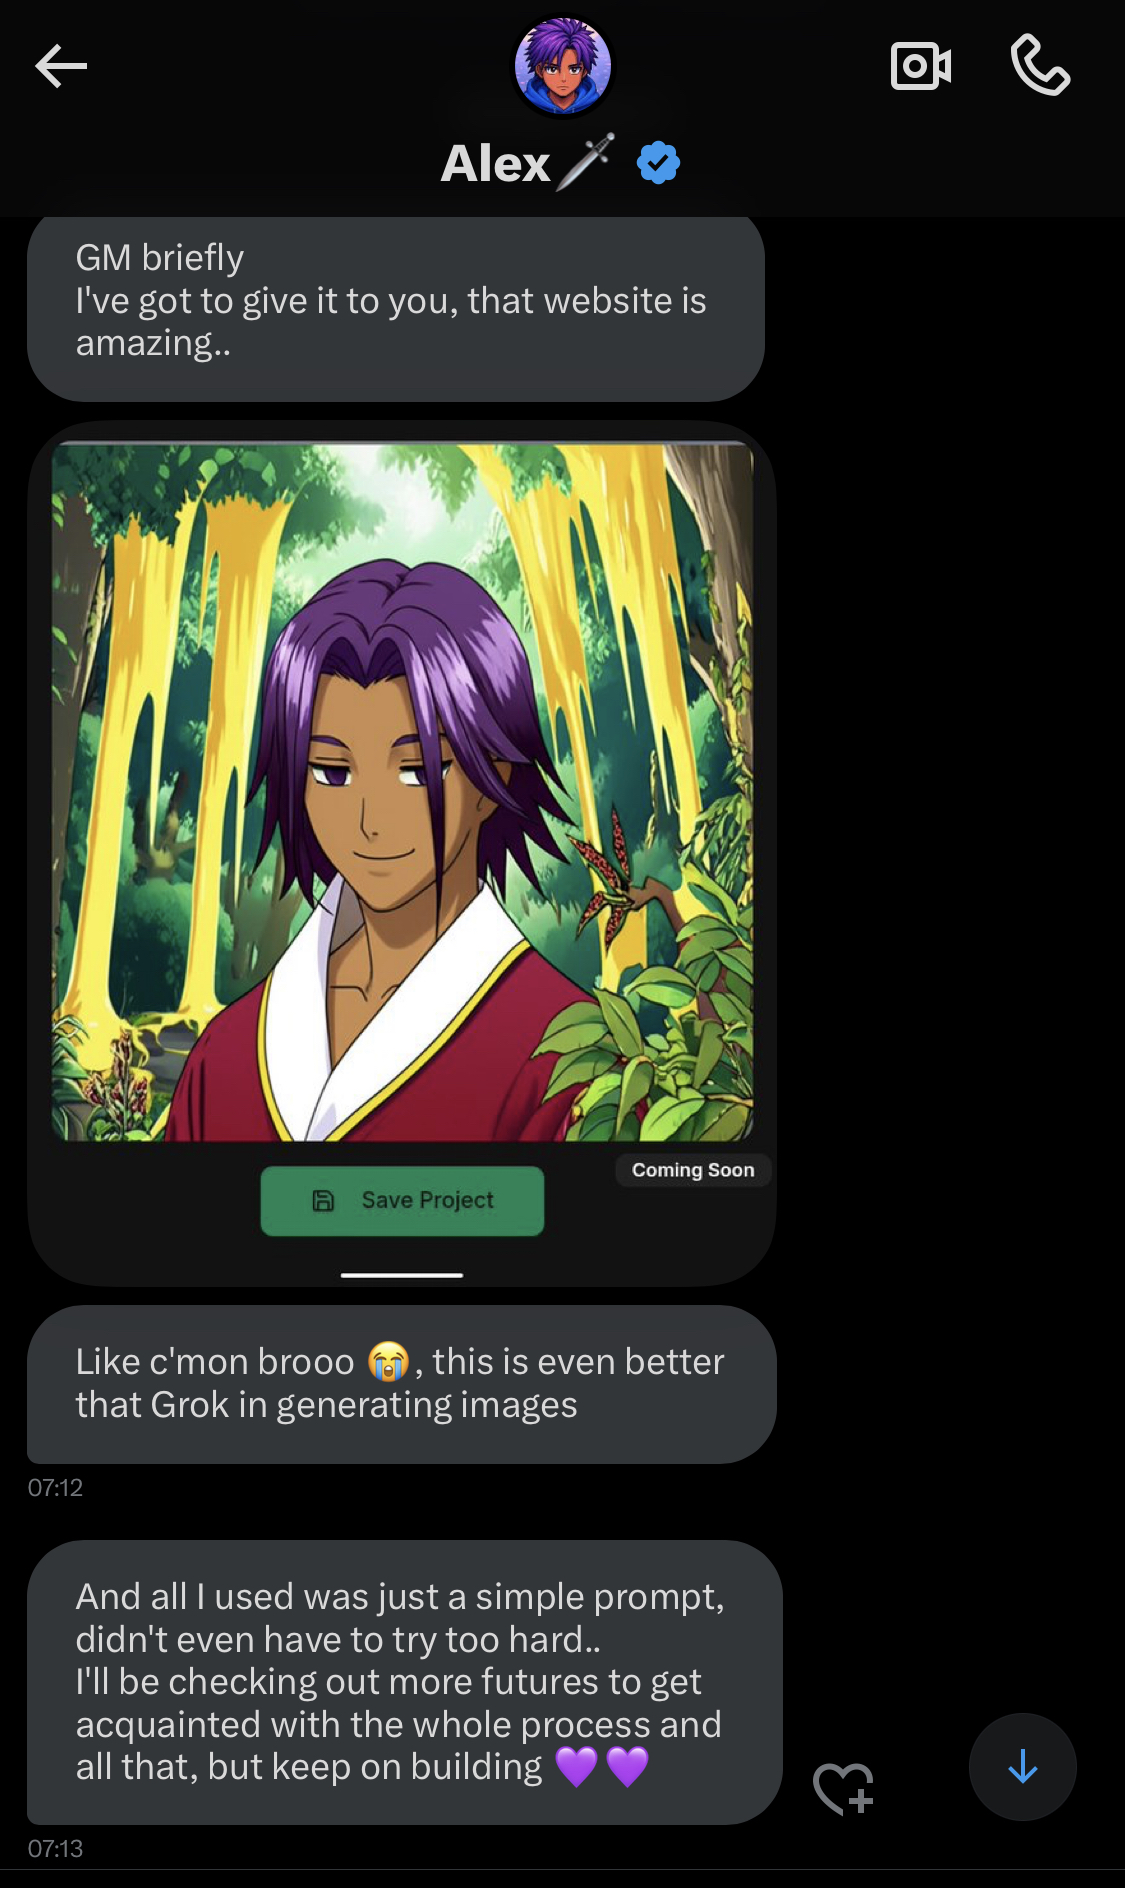 Alex🗡️
GM briefly
I've got to give it to you, that website is
amazing..
Coming Soon
Save Project
Like c'mon brooo 😭, this is even better
that Grok in generating images
07:12
And all I used was just a simple prompt,
didn't even have to try too hard..
I'll be checking out more futures to get
acquainted with the whole process and
all that, but keep on building 💜💜
07:13